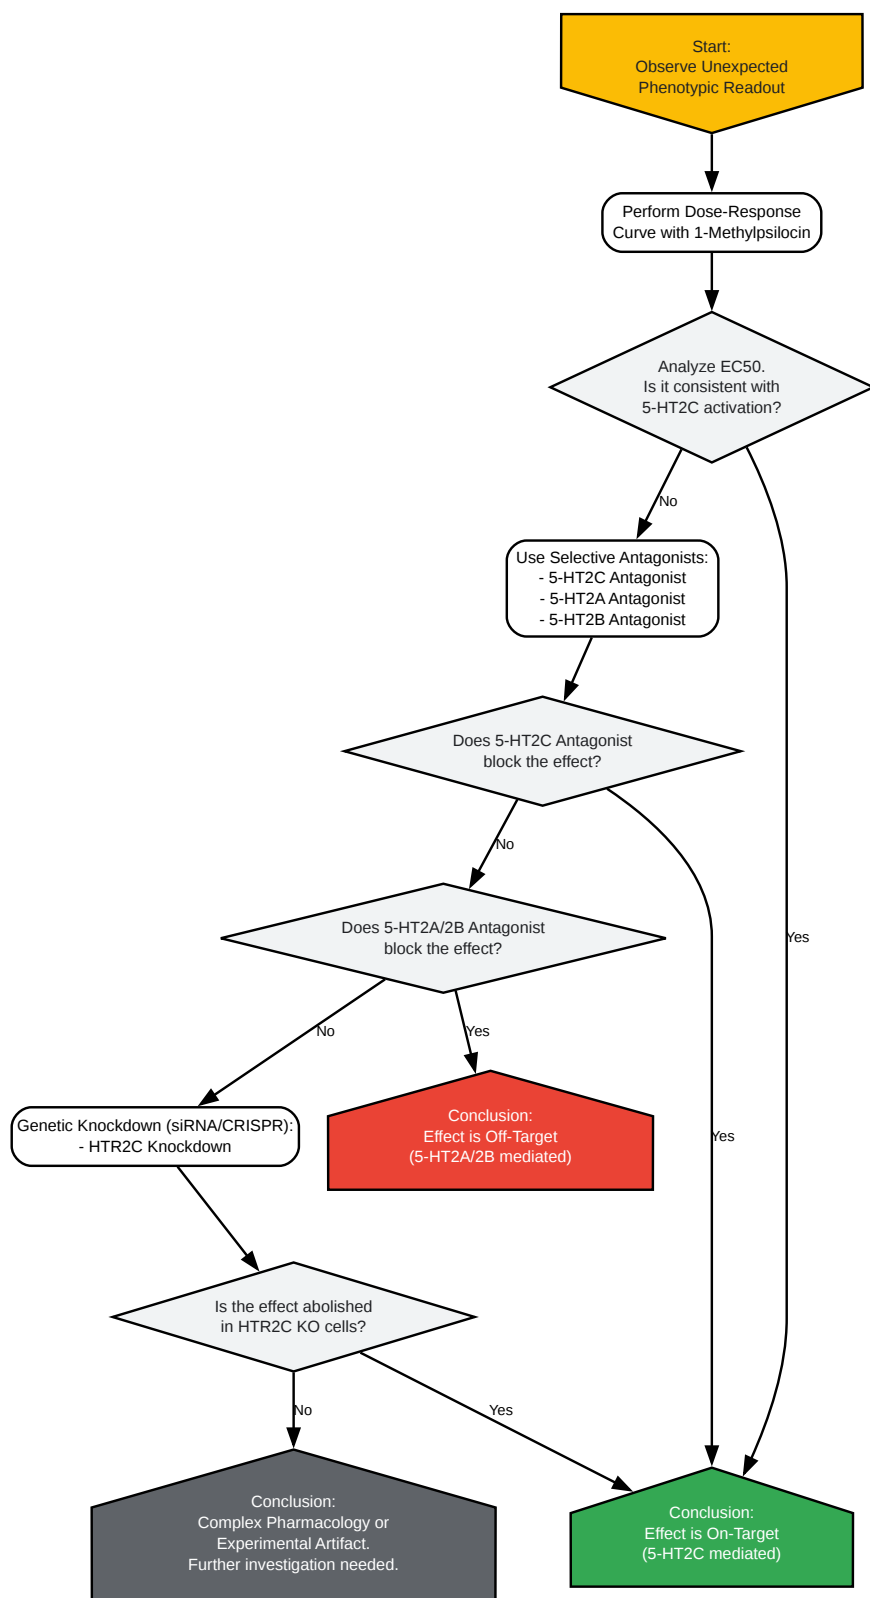 Start:
Observe Unexpected
Phenotypic Readout
Perform Dose-Response
Curve with 1-Methylpsilocin
Analyze EC50.
Is it consistent with
5-HT2C activation?
No
Use Selective Antagonists:
- 5-HT2C Antagonist
- 5-HT2A Antagonist
- 5-HT2B Antagonist
Does 5-HT2C Antagonist
block the effect?
No
Does 5-HT2A/2B Antagonist
block the effect?
Yes
No
Yes
Genetic Knockdown (siRNA/CRISPR):
- HTR2C Knockdown
Conclusion:
Effect is Off-Target
(5-HT2A/2B mediated)
Yes
Is the effect abolished
in HTR2C KO cells?
No
Yes
Conclusion:
Complex Pharmacology or
Experimental Artifact.
Further investigation needed.
Conclusion:
Effect is On-Target
(5-HT2C mediated)